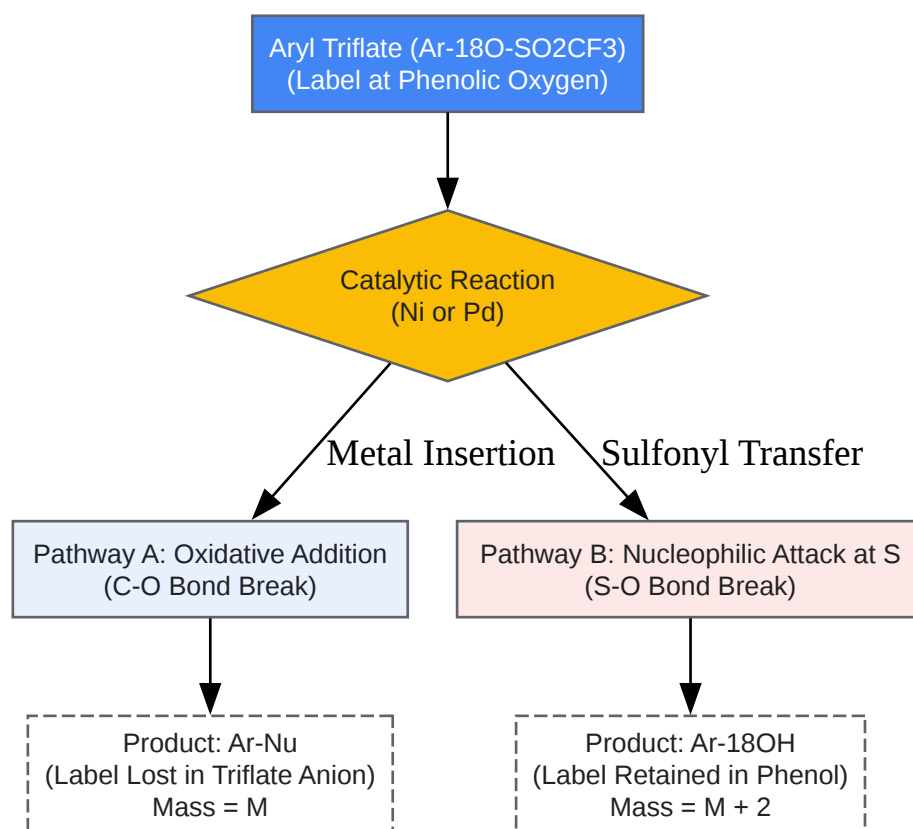 Aryl Triflate (Ar-18O-SO2CF3)
(Label at Phenolic Oxygen)
Catalytic Reaction
(Ni or Pd)
Metal Insertion
Sulfonyl Transfer
Pathway A: Oxidative Addition
(C-O Bond Break)
Pathway B: Nucleophilic Attack at S
(S-O Bond Break)
Product: Ar-Nu
(Label Lost in Triflate Anion)
Mass = M
Product: Ar-18OH
(Label Retained in Phenol)
Mass = M + 2